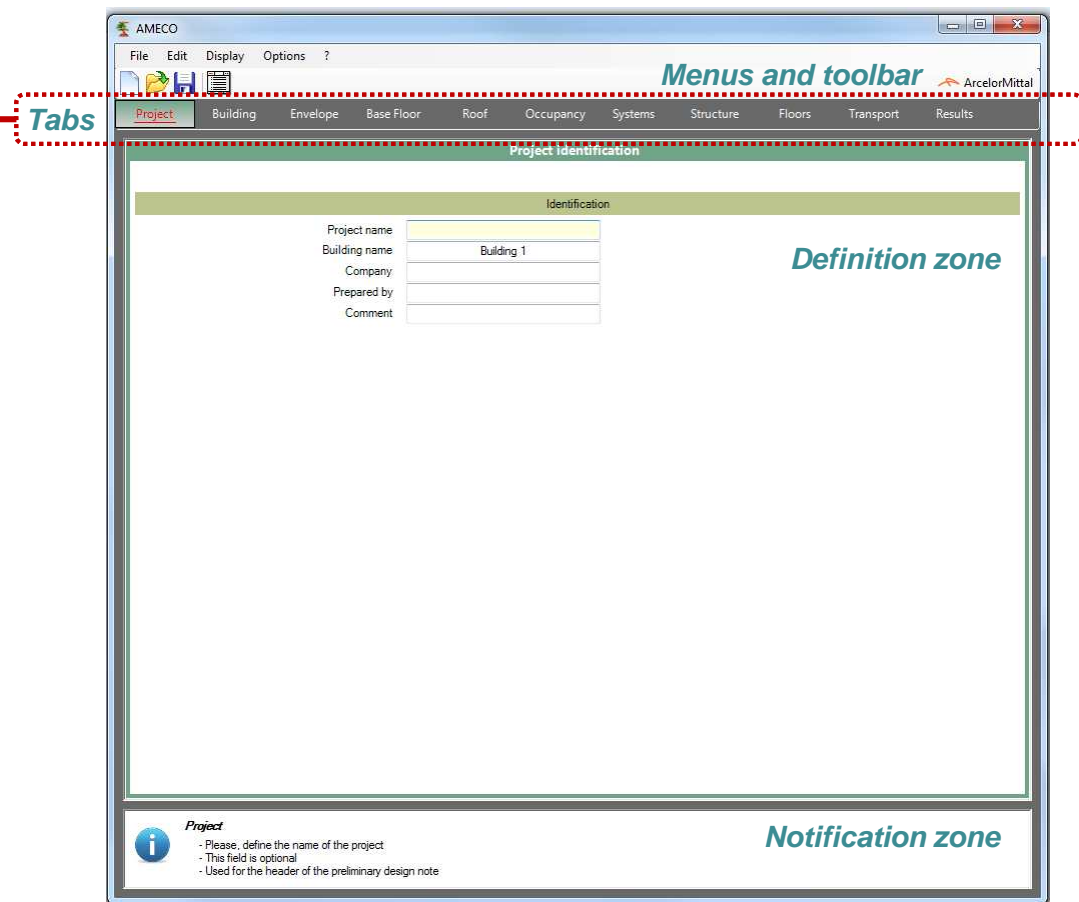 AMECO
File Edit Display Options ?
Menus and toolbar
ArcelorMittal
Tabs
Project Building Envelope Base Floor Roof Occupancy Systems Structure Floors Transport Results
Project identification
Identification
Project name
Building name Building 1
Company
Prepared by
Comment
Definition zone
Project
- Please, define the name of the project
- This field is optional
- Used for the header of the preliminary design note
Notification zone